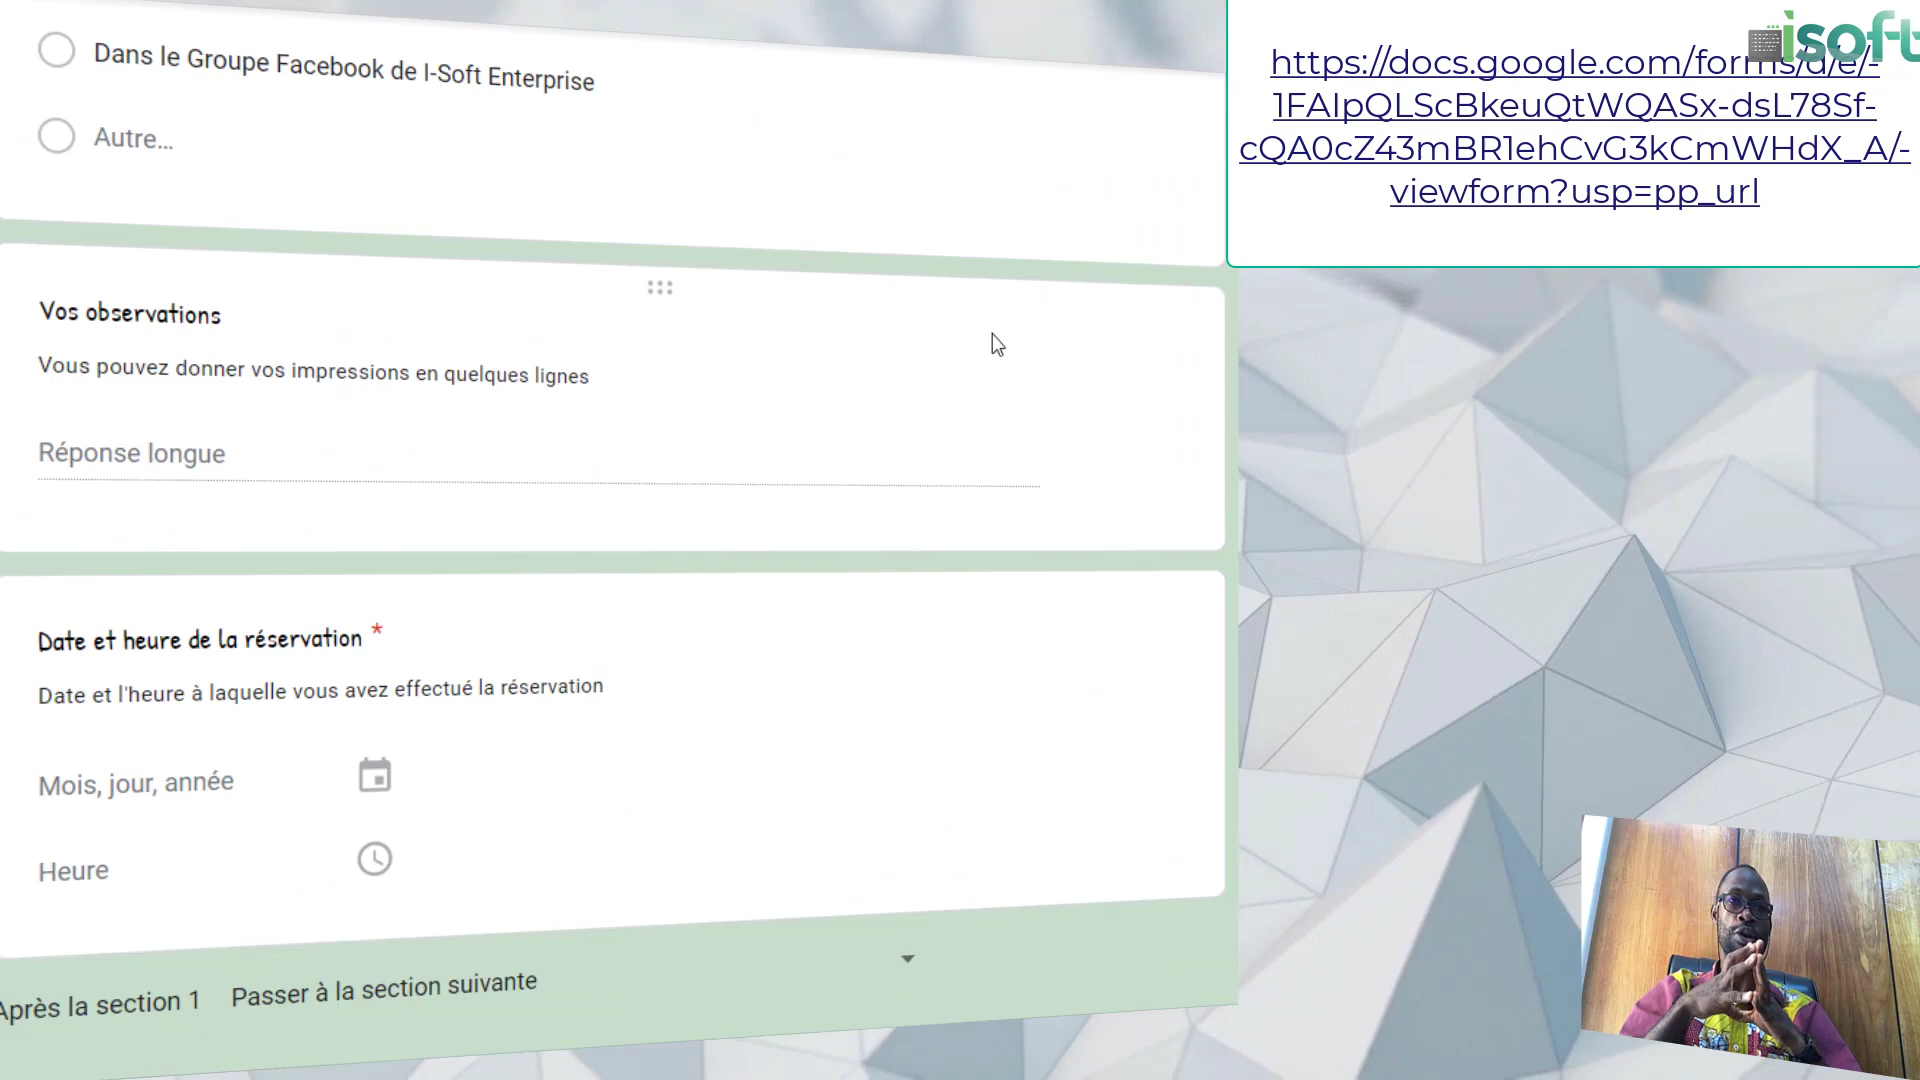 Dans le Groupe Facebook de I-Soft Enterprise
Autre...
Vos observations
Vous pouvez donner vos impressions en quelques lignes
Réponse longue
Date et heure de la réservation *
Date et l'heure à laquelle vous avez effectué la réservation
Mois, jour, année
Heure
Après la section 1 Passer à la section suivante
isoft
https://docs.google.com/forms/d/e/-
1FAIpQLScBkeuQtWQASx-dsL78Sf-
cQA0cZ43mBR1ehCvG3kCmWHdX_A/-
viewform?usp=pp_url